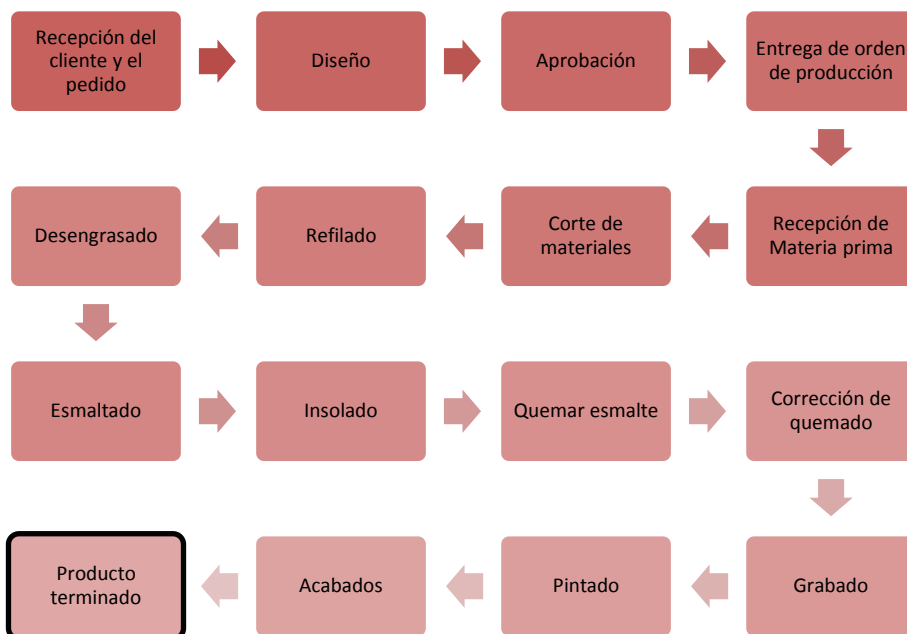 Recepción del
cliente y el
pedido
Diseño
Aprobación
Entrega de orden
de producción
Recepción de
Materia prima
Corte de
materiales
Refilado
Desengrasado
Esmaltado
Insolado
Quemar esmalte
Corrección de
quemado
Grabado
Pintado
Acabados
Producto
terminado